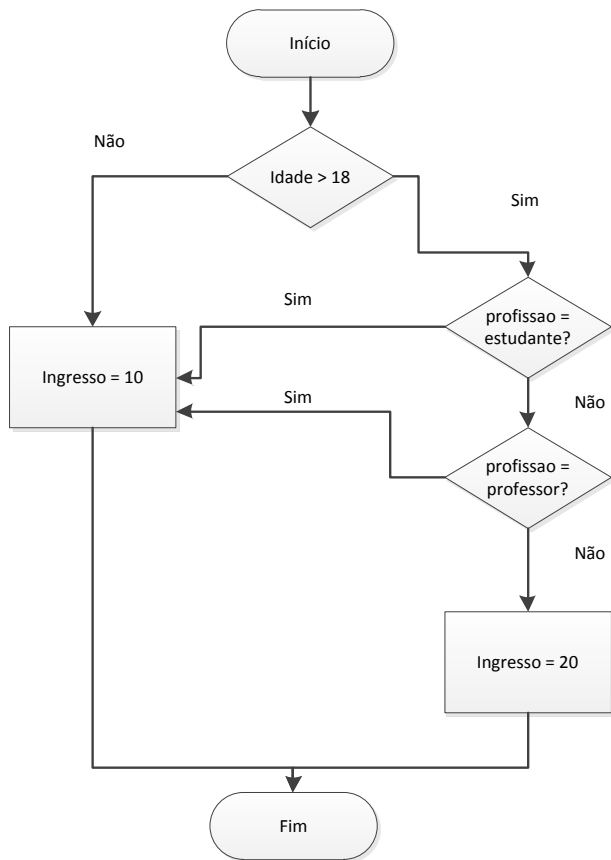 Início
Não
Idade > 18
Sim
Sim
profissao =
estudante?
Ingresso = 10
Sim
Não
profissao =
professor?
Não
Ingresso = 20
Fim